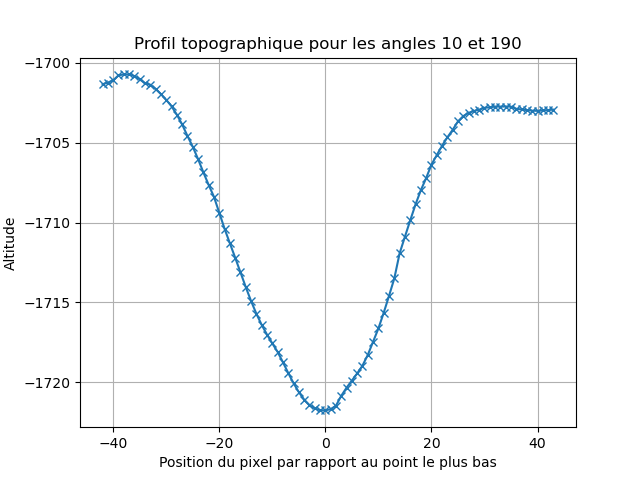 Profil topographique pour les angles 10 et 190
−1700
−1705
−1710
−1715
−1720
Altitude
−40 −20 0 20 40
Position du pixel par rapport au point le plus bas